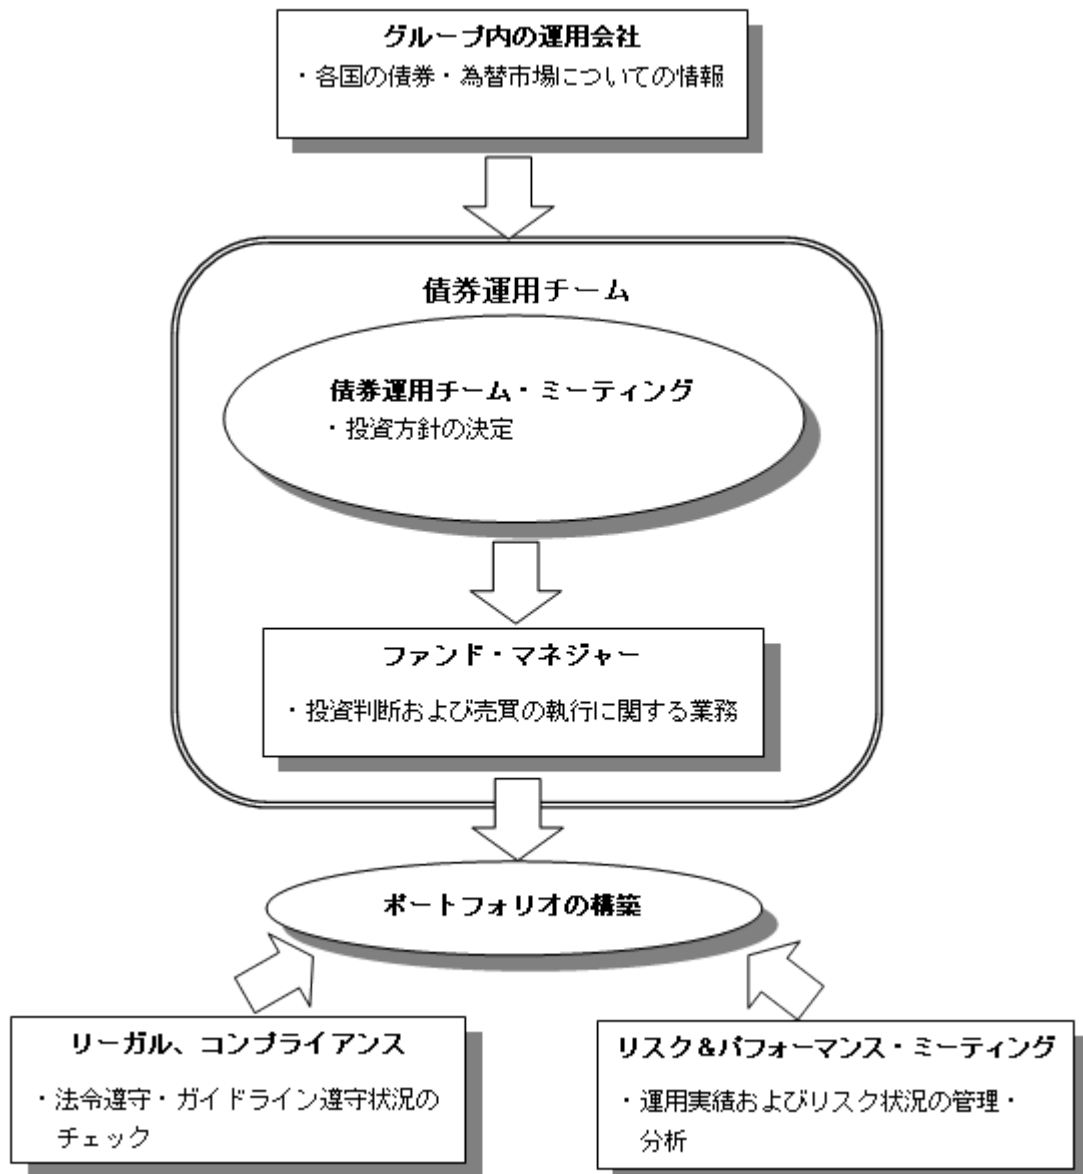 グループ内の運用会社
・各国の債券・為替市場についての情報
債券運用チーム
債券運用チーム・ミーティング
・投資方針の決定
ファンド・マネジャー
・投資判断および売買の執行に関する業務
ポートフォリオの構築
リーガル、コンプライアンス
・法令遵守・ガイドライン遵守状況の
チェック
リスク&パフォーマンス・ミーティング
・運用実績およびリスク状況の管理・
分析